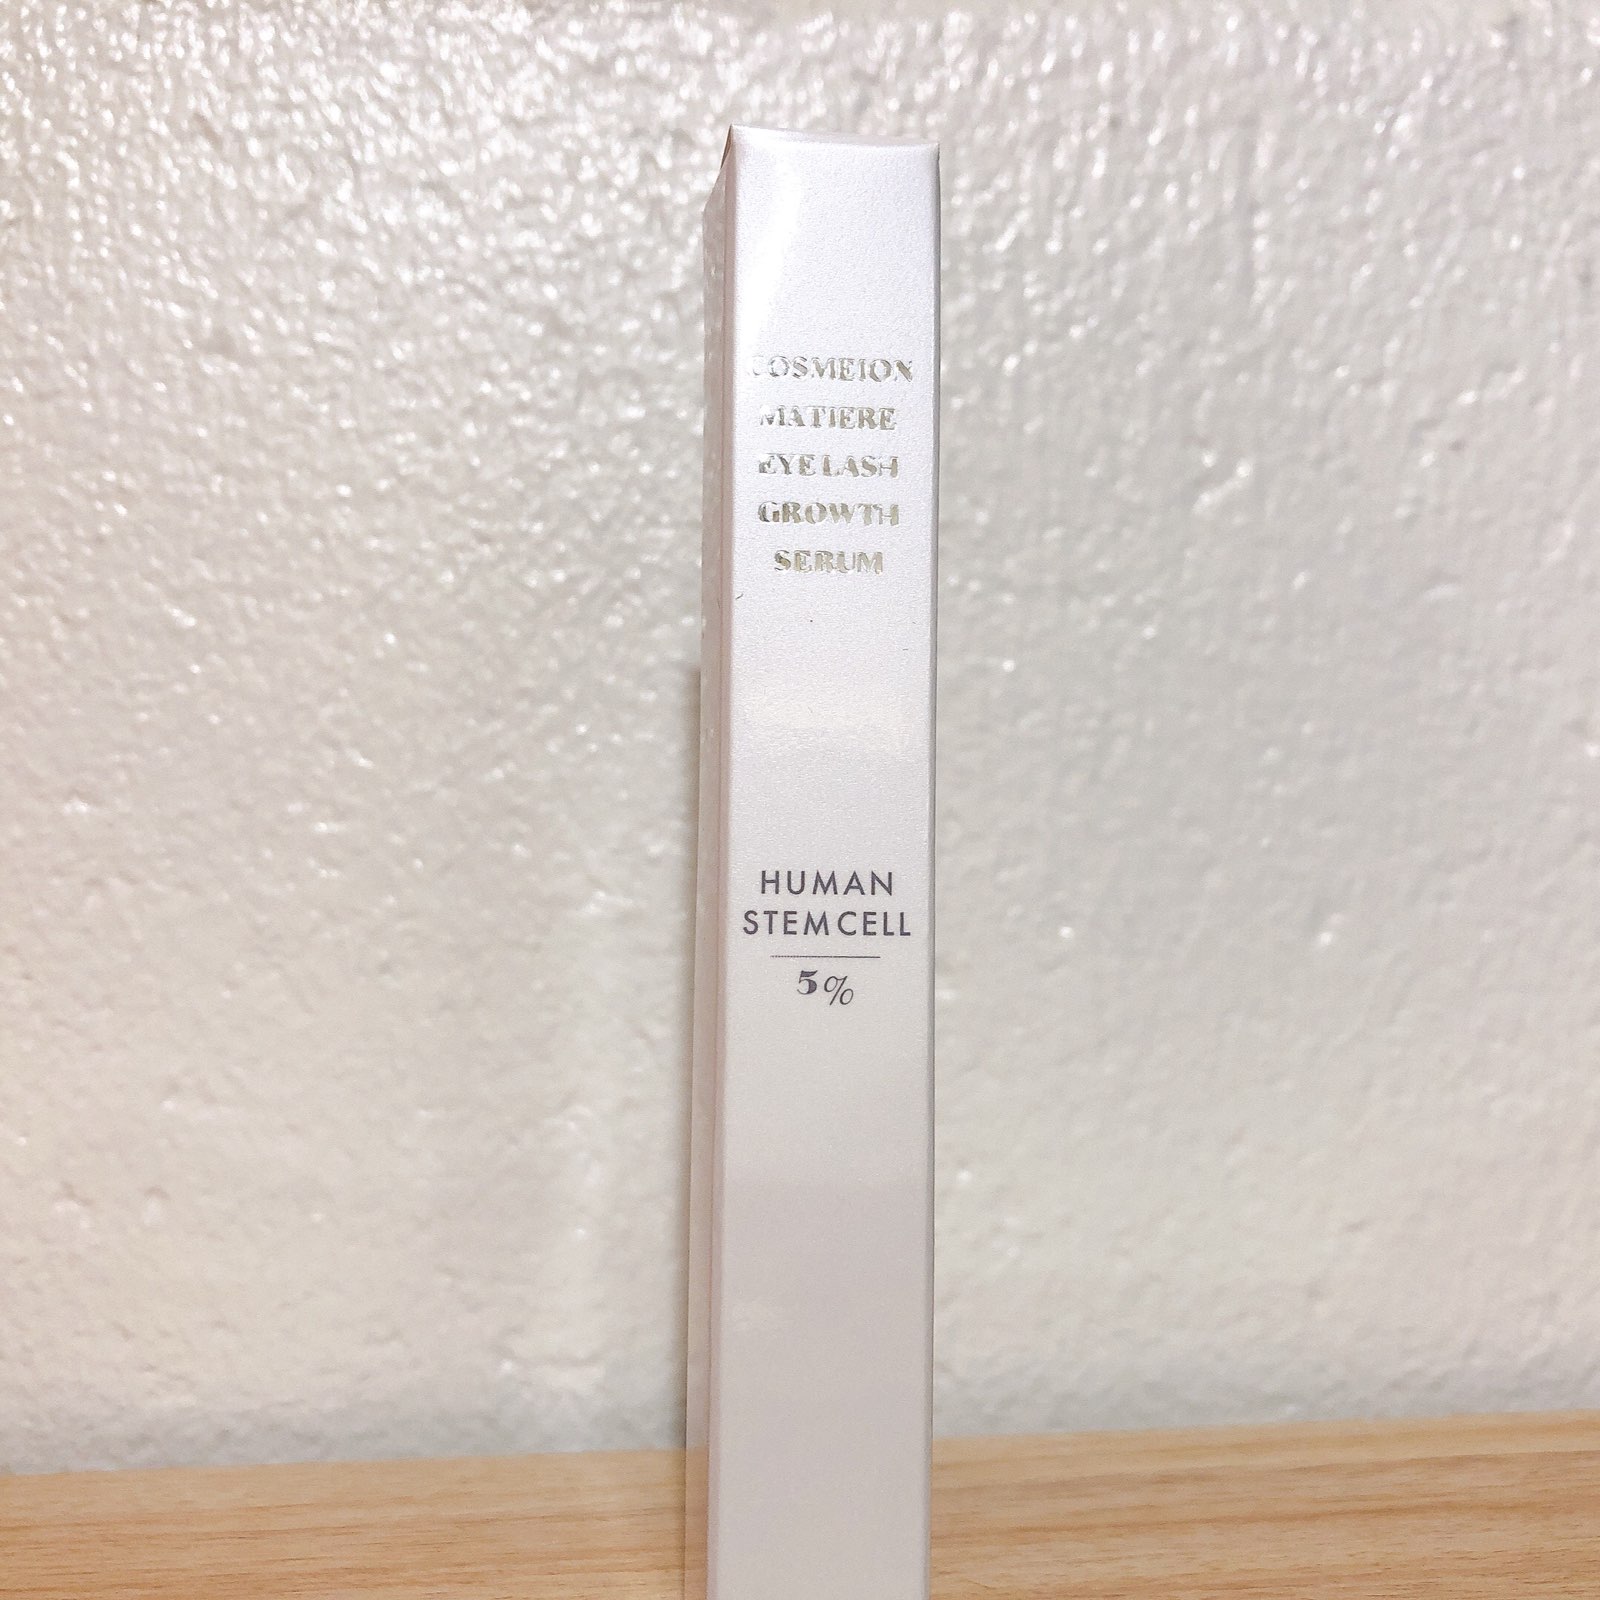 COSMEION
MATIERE
EYELASH
GROWTH
SERUM
HUMAN
STEMCELL
5%